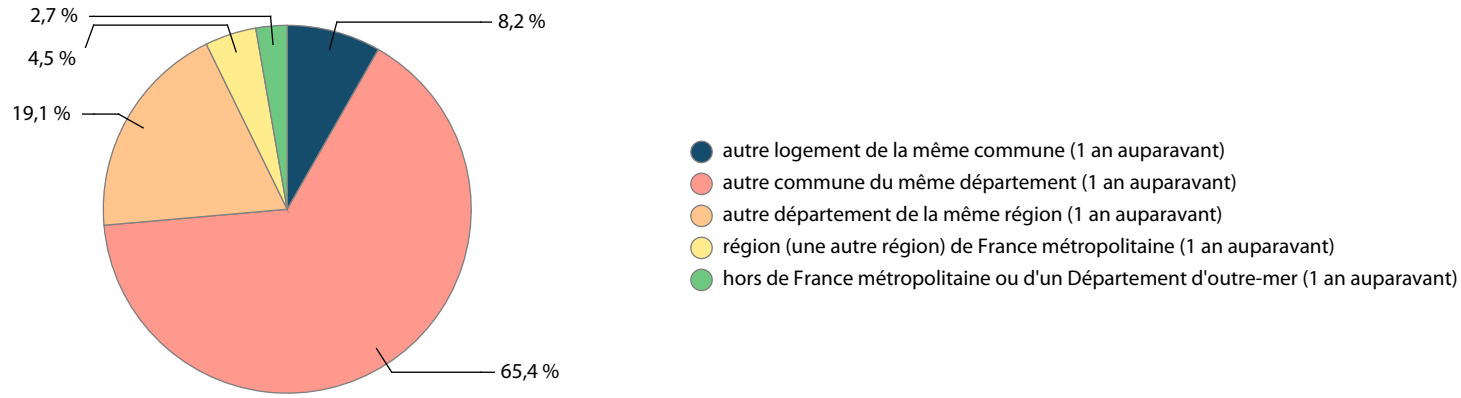 2,7 %
8,2 %
4,5 %
19,1 %
autre logement de la même commune (1 an auparavant)
autre commune du même département (1 an auparavant)
autre département de la même région (1 an auparavant)
région (une autre région) de France métropolitaine (1 an auparavant)
hors de France métropolitaine ou d'un Département d'outre-mer (1 an auparavant)
65,4 %